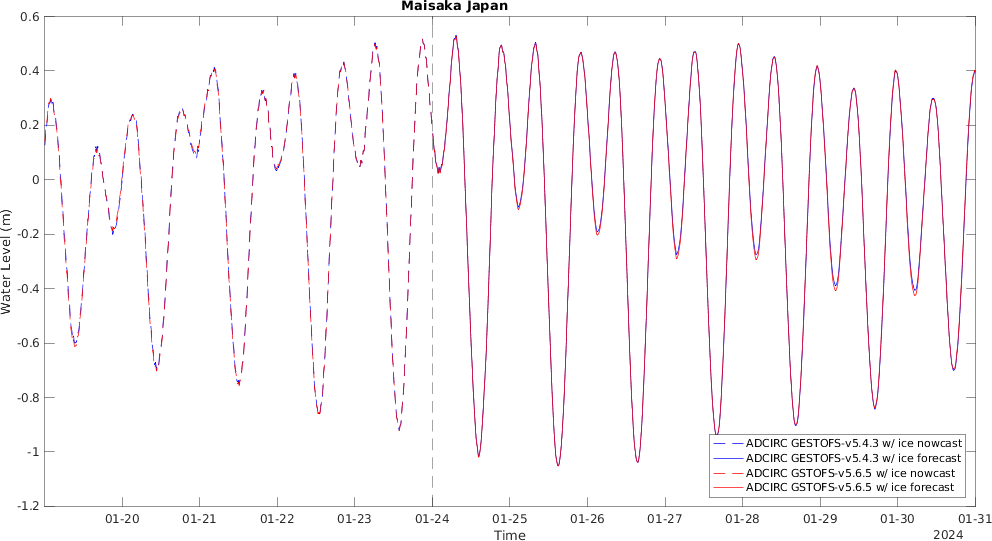 Maisaka Japan
0.6
0.4
0.2
0
-0.2
-0.4
-0.6
-0.8
-1
-1.2
Water Level (m)
01-20 01-21 01-22 01-23 01-24 01-25 01-26 01-27 01-28 01-29 01-30 01-31
Time
2024
ADCIRC GESTOFS-v5.4.3 w/ ice nowcast
ADCIRC GESTOFS-v5.4.3 w/ ice forecast
ADCIRC GSTOFS-v5.6.5 w/ ice nowcast
ADCIRC GSTOFS-v5.6.5 w/ ice forecast